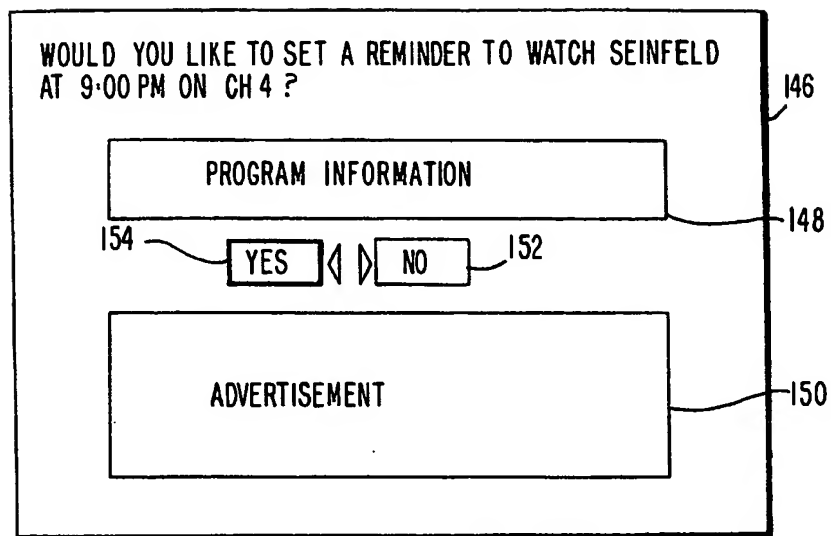 WOULD YOU LIKE TO SET A REMINDER TO WATCH SEINFELD
AT 9:00 PM ON CH 4 ?
146
PROGRAM INFORMATION
148
154
YES
NO
152
ADVERTISEMENT
150